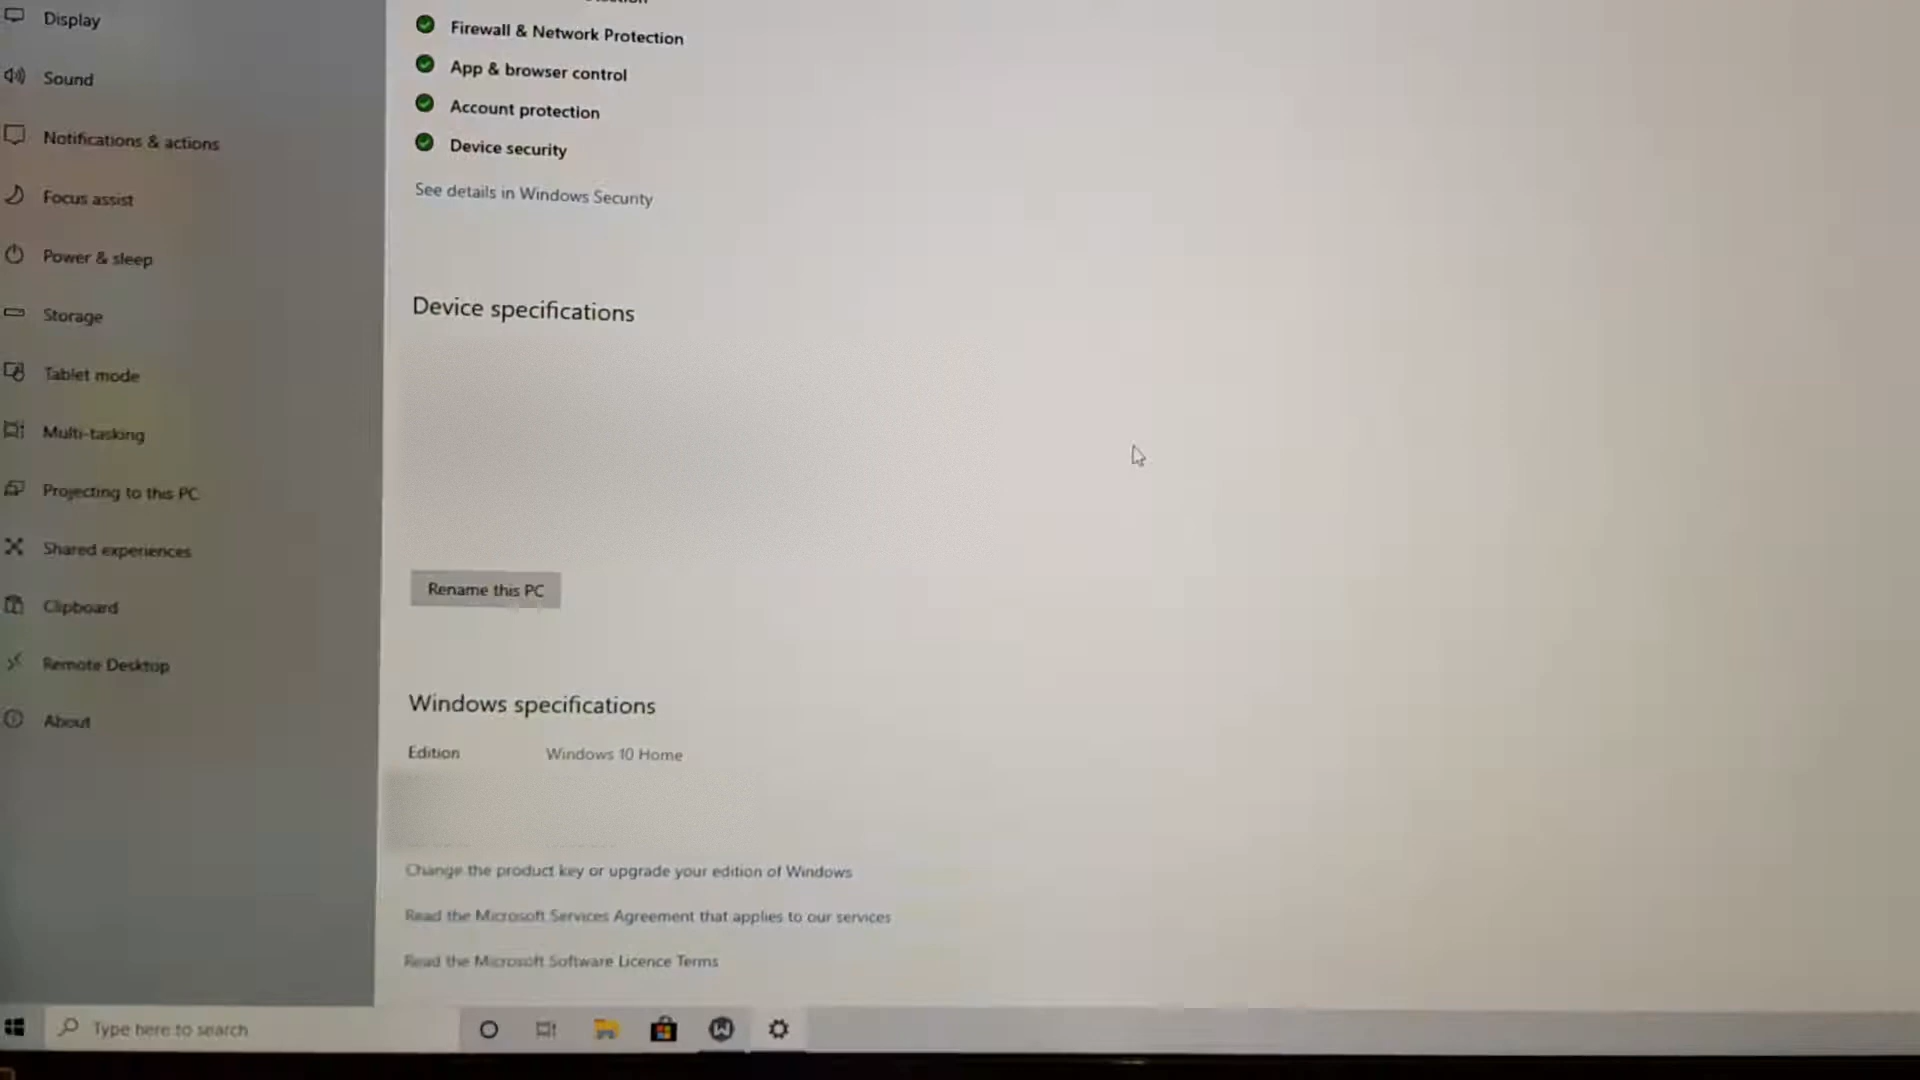 Display
Sound
Notifications & actions
Focus assist
Power & sleep
Storage
Tablet mode
Multi-tasking
Projecting to this PC
Shared experiences
Clipboard
Remote Desktop
About
Firewall & Network Protection
App & browser control
Account protection
Device security
See details in Windows Security
Device specifications
Rename this PC
Windows specifications
Edition Windows 10 Home
Change the product key or upgrade your edition of Windows
Read the Microsoft Services Agreement that applies to our services
Read the Microsoft Software Licence Terms
Type here to search